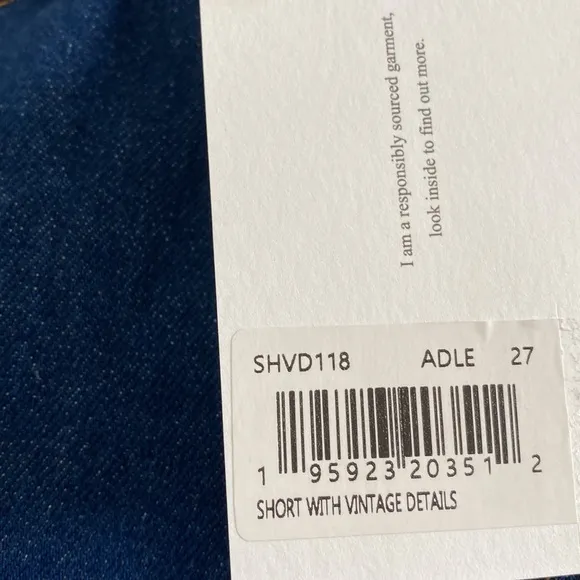 I am a responsibly sourced garment,
look inside to find out more.
SHVD118 ADLE 27
1 95923 20351 2
SHORT WITH VINTAGE DETAILS